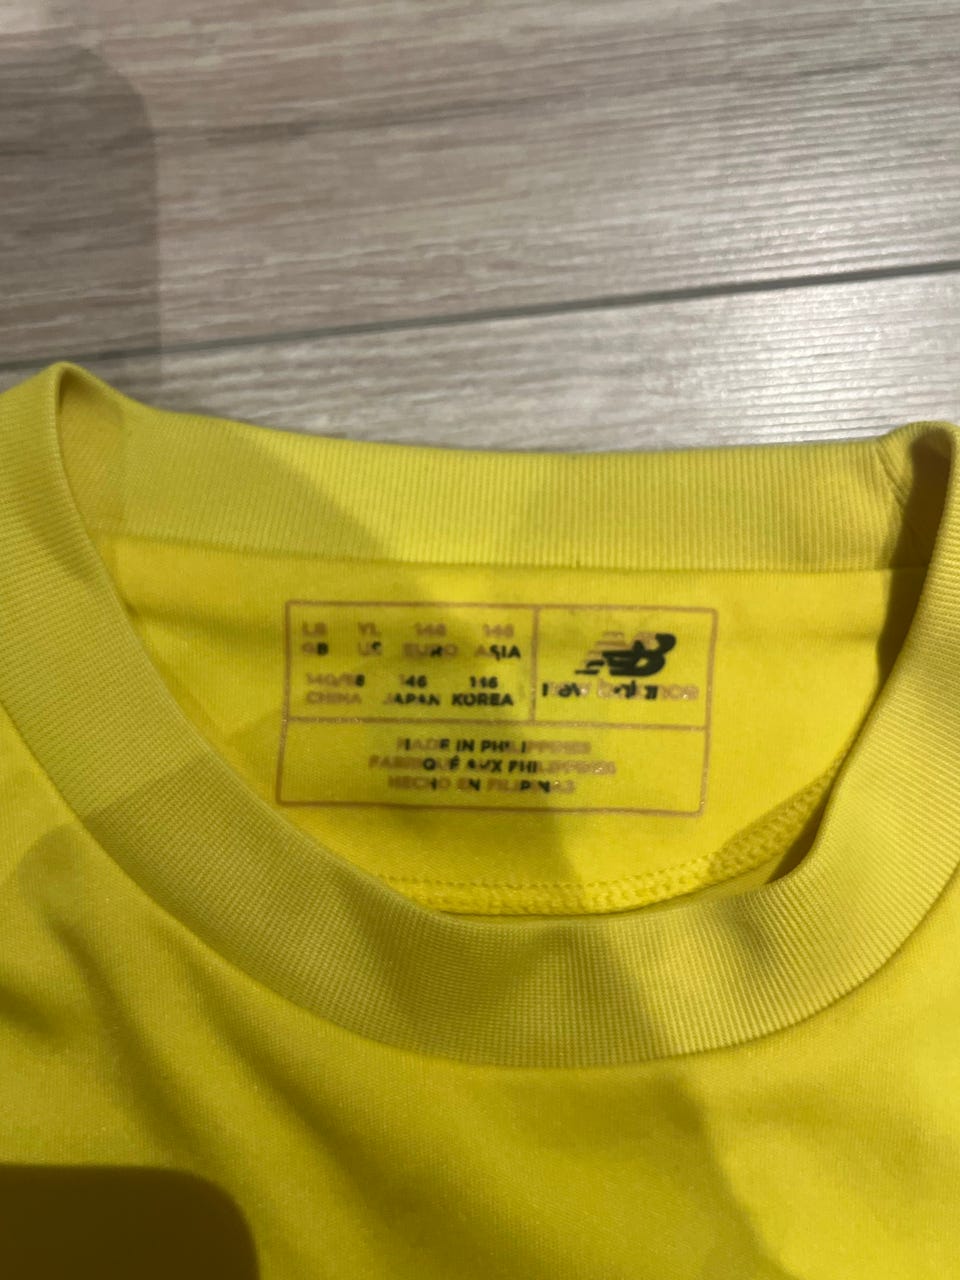 LB YL 146 146
GB US EURO ASIA
140/68 146 146
CHINA JAPAN KOREA
new balance
MADE IN PHILIPPINES
FABRIQUÉ AUX PHILIPPINES
HECHO EN FILIPINAS